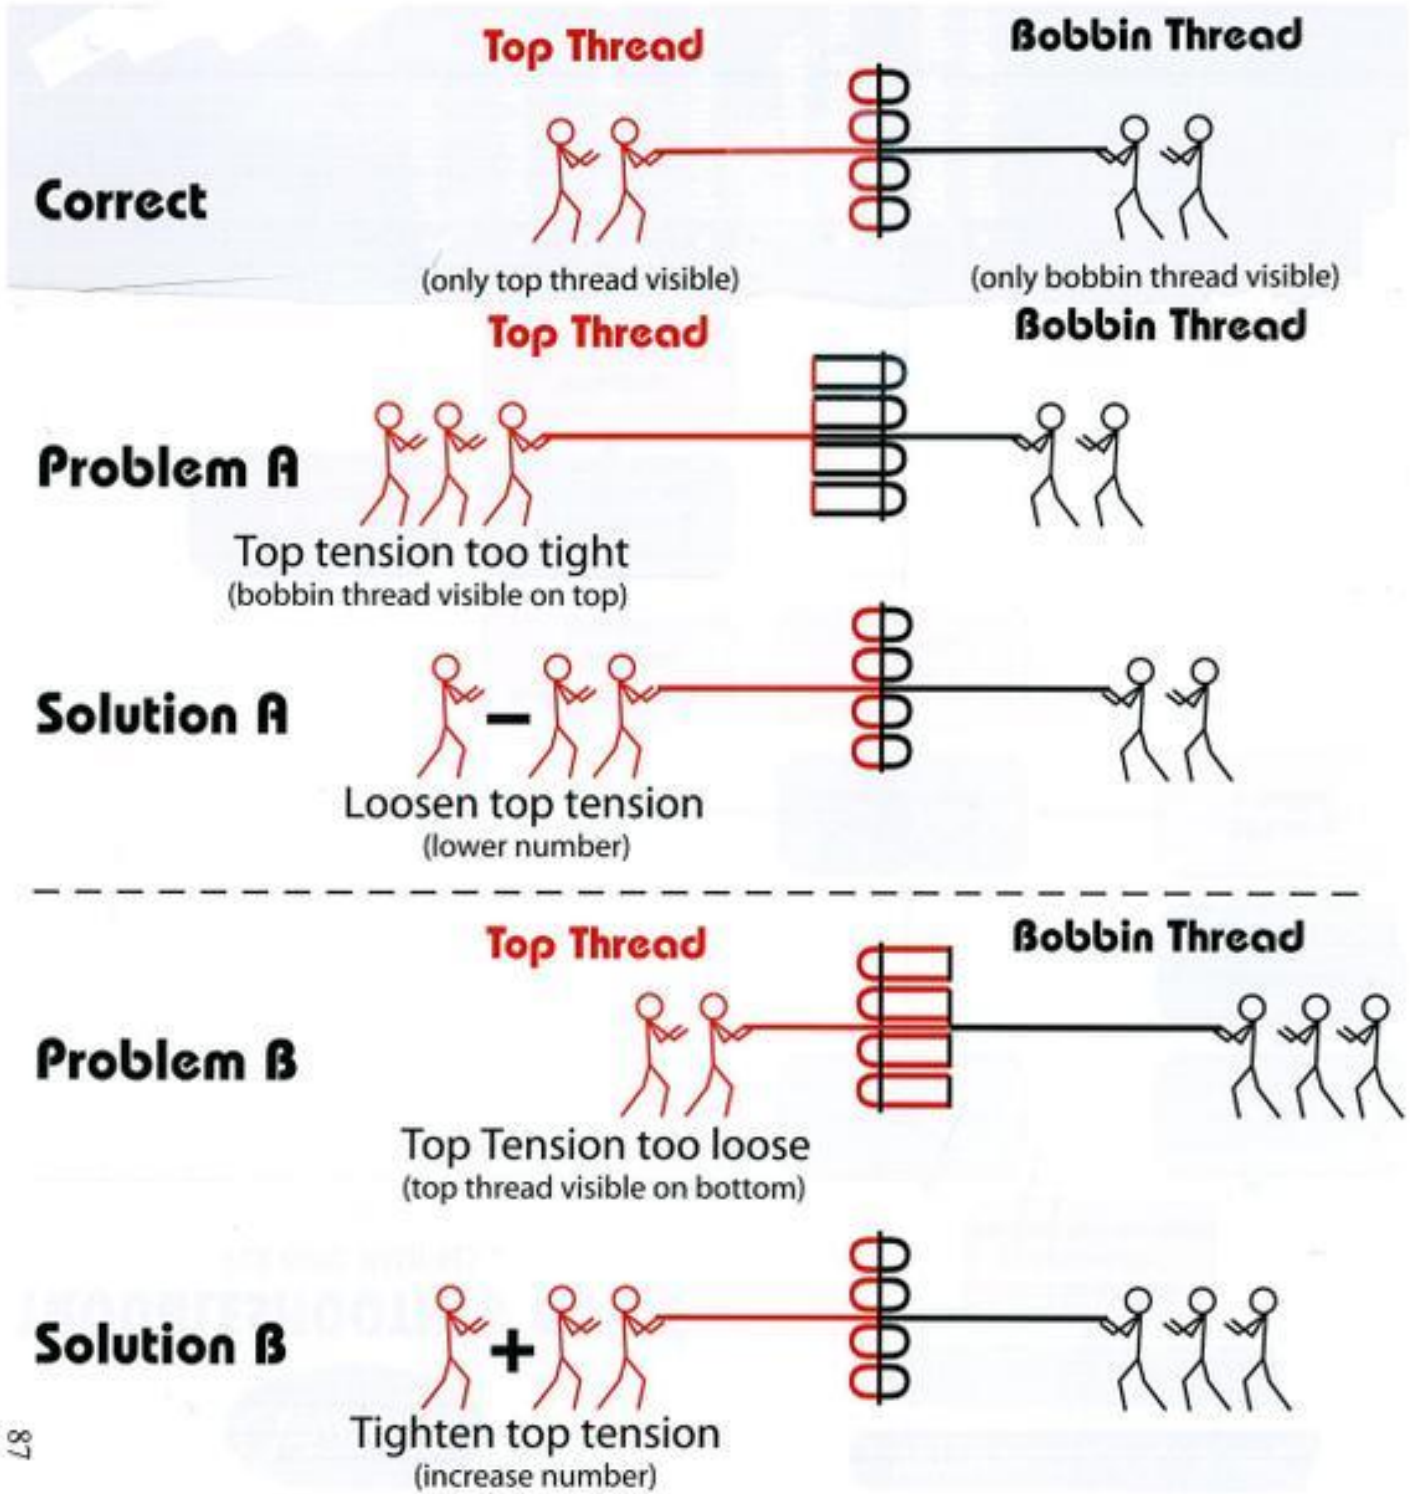 Top Thread
Bobbin Thread
Correct
(only top thread visible)
(only bobbin thread visible)
Top Thread
Bobbin Thread
Problem A
Top tension too tight
(bobbin thread visible on top)
Solution A
−
Loosen top tension
(lower number)
Top Thread
Bobbin Thread
Problem B
Top Tension too loose
(top thread visible on bottom)
Solution B
+
Tighten top tension
(increase number)
87